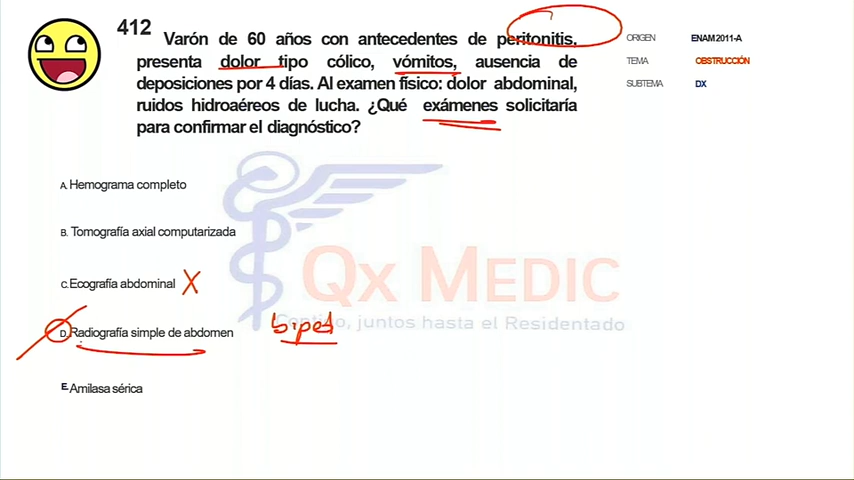 412 Varón de 60 años con antecedentes de peritonitis,
presenta dolor tipo cólico, vómitos, ausencia de
deposiciones por 4 días. Al examen físico: dolor abdominal,
ruidos hidroaéreos de lucha. ¿Qué exámenes solicitaría
para confirmar el diagnóstico?
ORIGEN ENAM 2011-A
TEMA OBSTRUCCIÓN
SUBTEMA DX
A. Hemograma completo
B. Tomografía axial computarizada
C. Ecografía abdominal X
D. Radiografía simple de abdomen
E. Amilasa sérica
Qx MEDIC
juntos hasta el Residentado